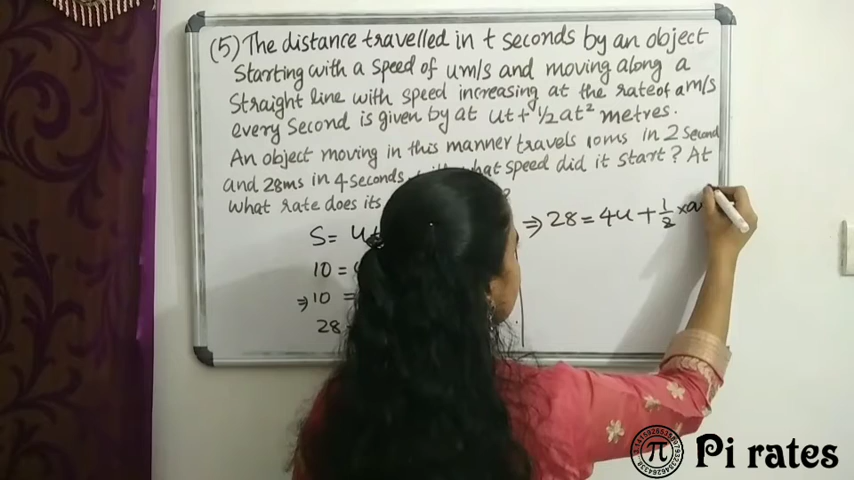 (5) The distance travelled in t seconds by an object
Starting with a speed of um/s and moving along a
Straight line with speed increasing at the rate of am/s
every Second is given by at ut + 1/2 at² metres.
An object moving in this manner travels 10ms in 2 second
and 28ms in 4 seconds. what speed did it start? At
what rate does its
S= u
10 =
⇒ 10 =
28
⇒ 28 = 4u + 1/2 × a
Pi rates
π